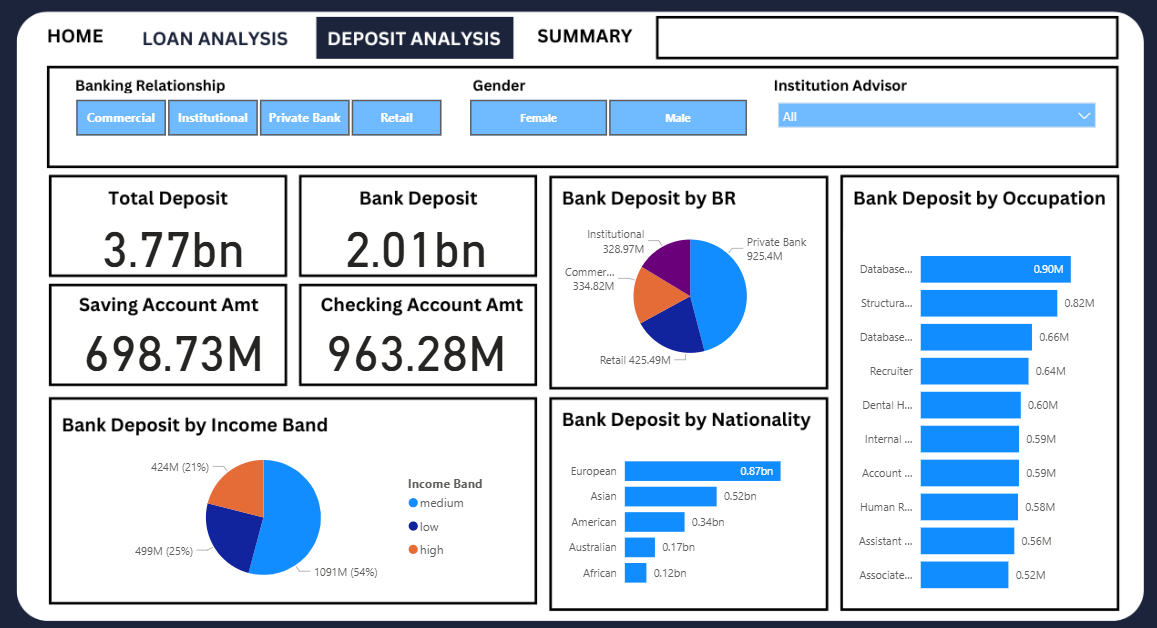 HOME
LOAN ANALYSIS
DEPOSIT ANALYSIS
SUMMARY
Banking Relationship
Commercial
Institutional
Private Bank
Retail
Gender
Female
Male
Institution Advisor
All
Total Deposit
3.77bn
Bank Deposit
2.01bn
Saving Account Amt
698.73M
Checking Account Amt
963.28M
Bank Deposit by BR
Institutional
328.97M
Commer...
334.82M
Private Bank
925.4M
Retail 425.49M
Bank Deposit by Occupation
Database... 0.90M
Structura... 0.82M
Database... 0.66M
Recruiter 0.64M
Dental H... 0.60M
Internal ... 0.59M
Account ... 0.59M
Human R... 0.58M
Assistant ... 0.56M
Associate... 0.52M
Bank Deposit by Income Band
424M (21%)
499M (25%)
1091M (54%)
Income Band
medium
low
high
Bank Deposit by Nationality
European 0.87bn
Asian 0.52bn
American 0.34bn
Australian 0.17bn
African 0.12bn